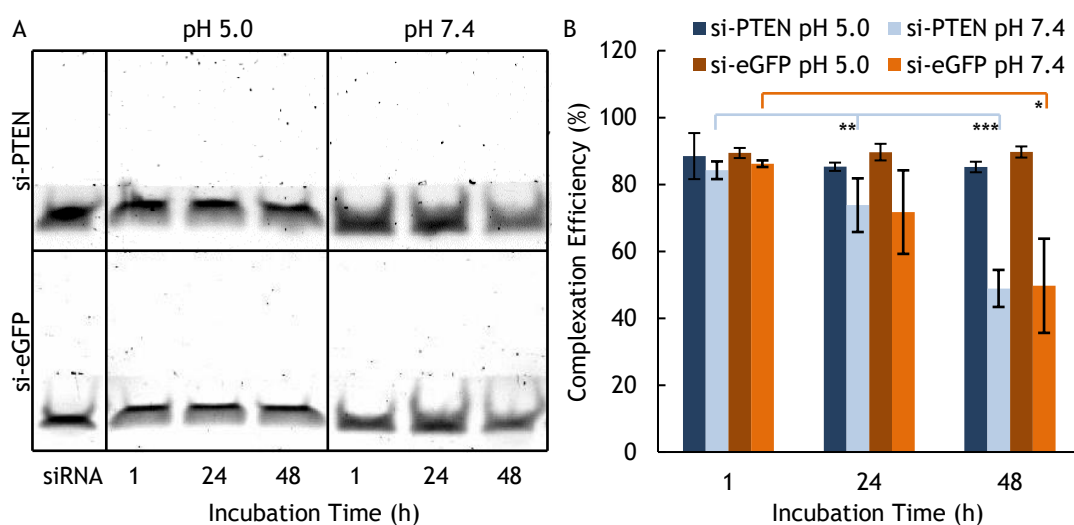 A
pH 5.0
pH 7.4
si-PTEN
si-eGFP
siRNA 1 24 48 1 24 48
Incubation Time (h)
B
si-PTEN pH 5.0 si-PTEN pH 7.4
si-eGFP pH 5.0 si-eGFP pH 7.4
Complexation Efficiency (%)
120
100
80
60
40
20
0
** *** *
1 24 48
Incubation Time (h)